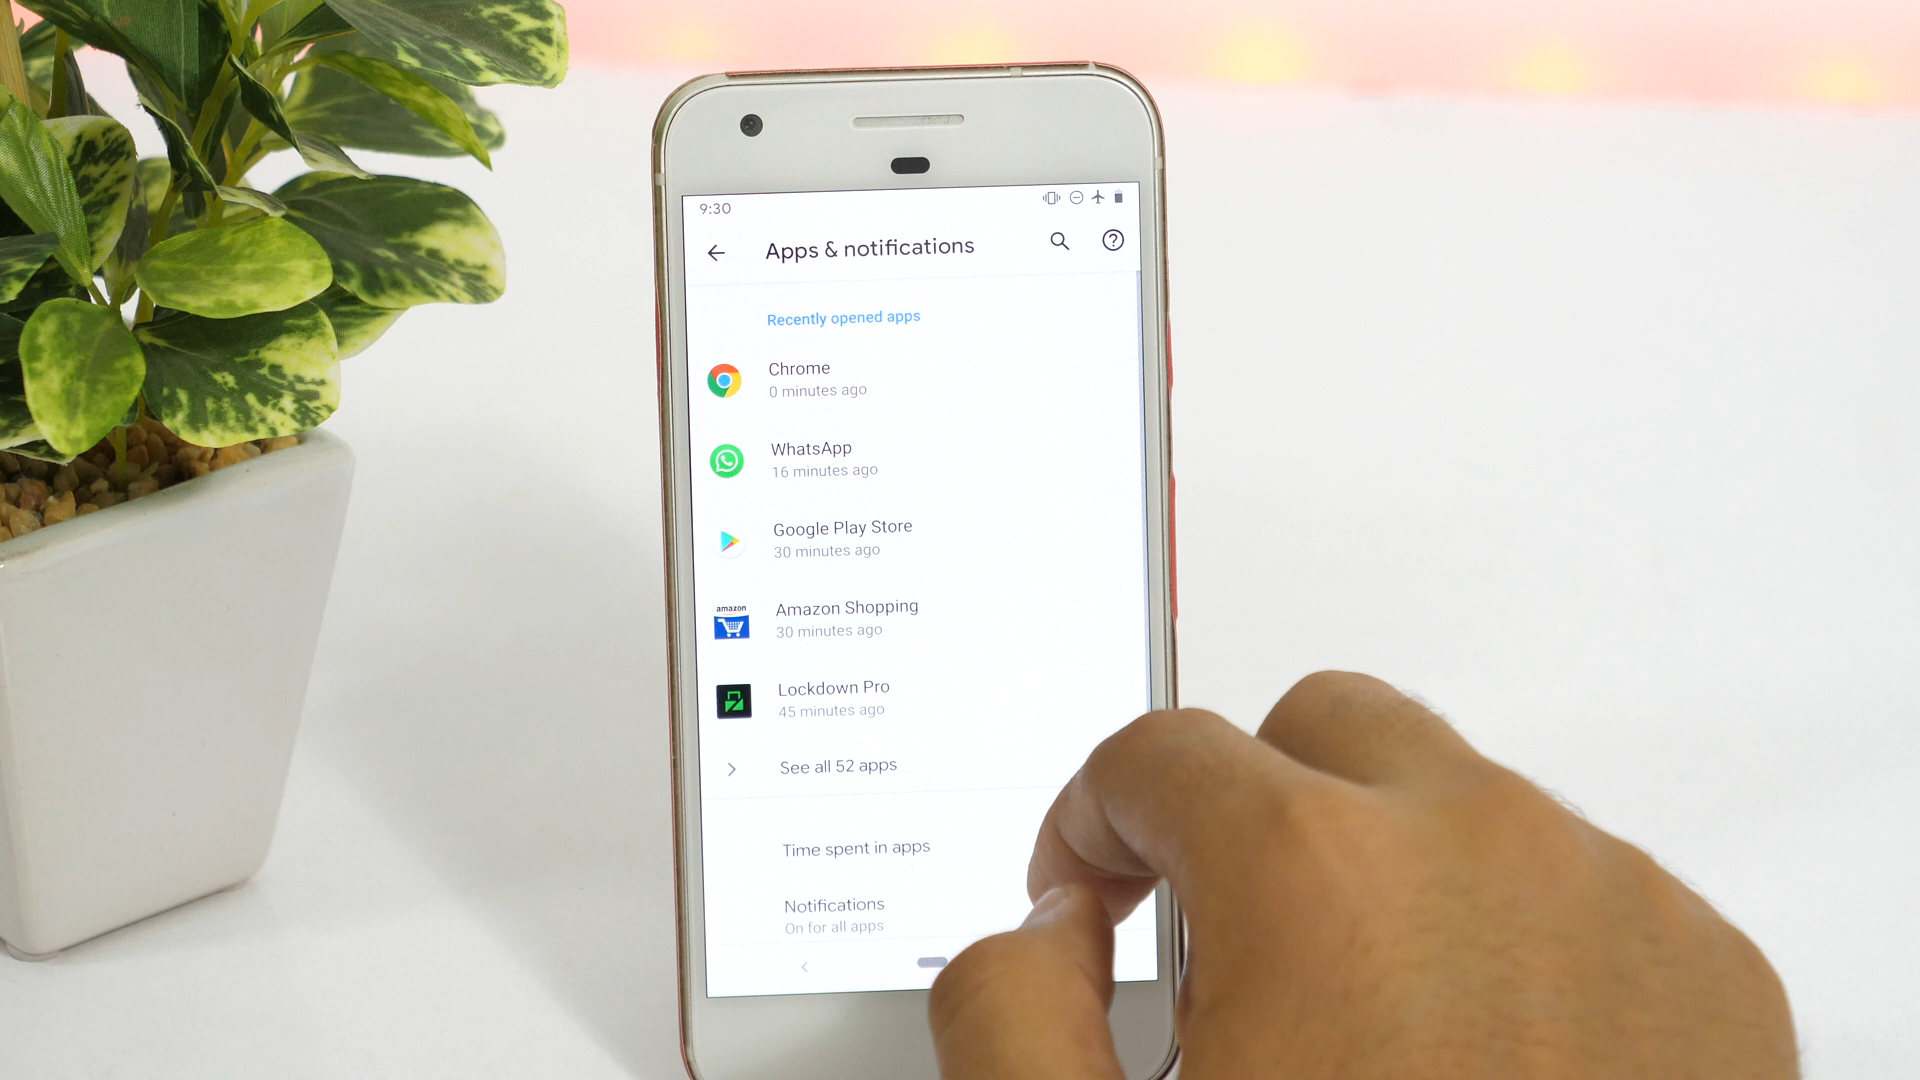 9:30
Apps & notifications
Recently opened apps
Chrome
0 minutes ago
WhatsApp
16 minutes ago
Google Play Store
30 minutes ago
amazon
Amazon Shopping
30 minutes ago
Lockdown Pro
45 minutes ago
See all 52 apps
Time spent in apps
Notifications
On for all apps